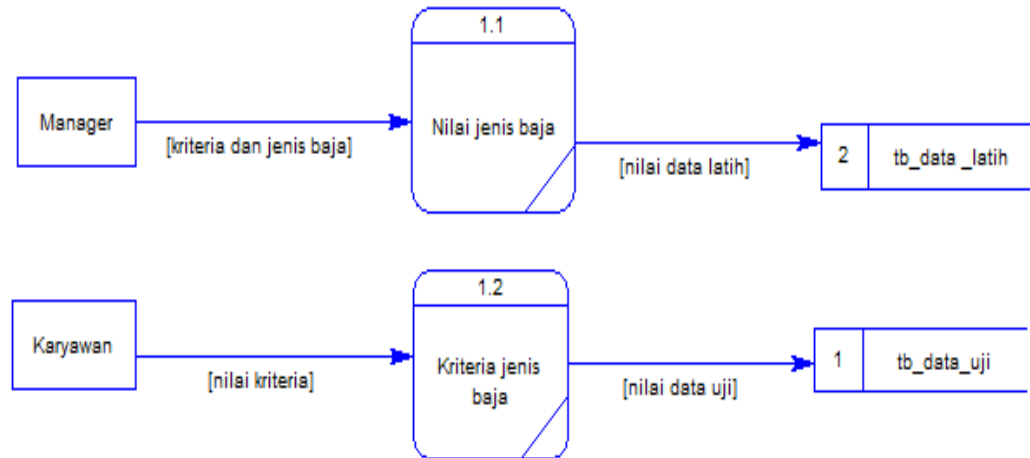 1.1
Manager
Nilai jenis baja
[kriteria dan jenis baja]
[nilai data latih]
2
tb_data _latih
1.2
Karyawan
Kriteria jenis
baja
[nilai kriteria]
[nilai data uji]
1
tb_data_uji